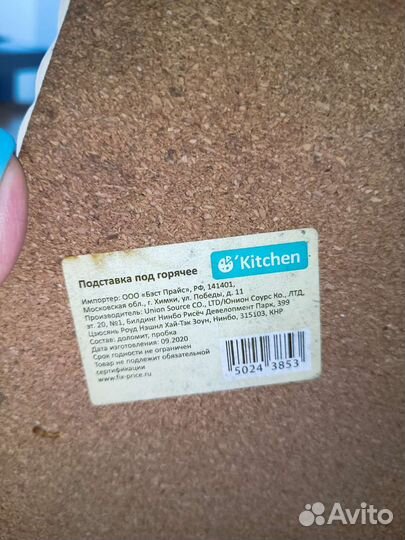 Подставка под горячее
'Kitchen
Импортер: ООО «Бэст Прайс», РФ, 141401,
Московская обл., г. Химки, ул. Победы, д. 11
Производитель: Union Source CO., LTD/Юнион Соурс Ко., ЛТД,
эт. 20, №1, Билдинг Нинбо Рисёч Девелопмент Парк, 399
Цзюсянь Роуд Нэшнл Хай-Тэк Зоун, Нинбо, 315103, КНР
Состав: доломит, пробка
Дата изготовления: 09.2020
Срок годности не ограничен
Товар не подлежит обязательной
сертификации
www.fix-price.ru
5024 3853
Avito